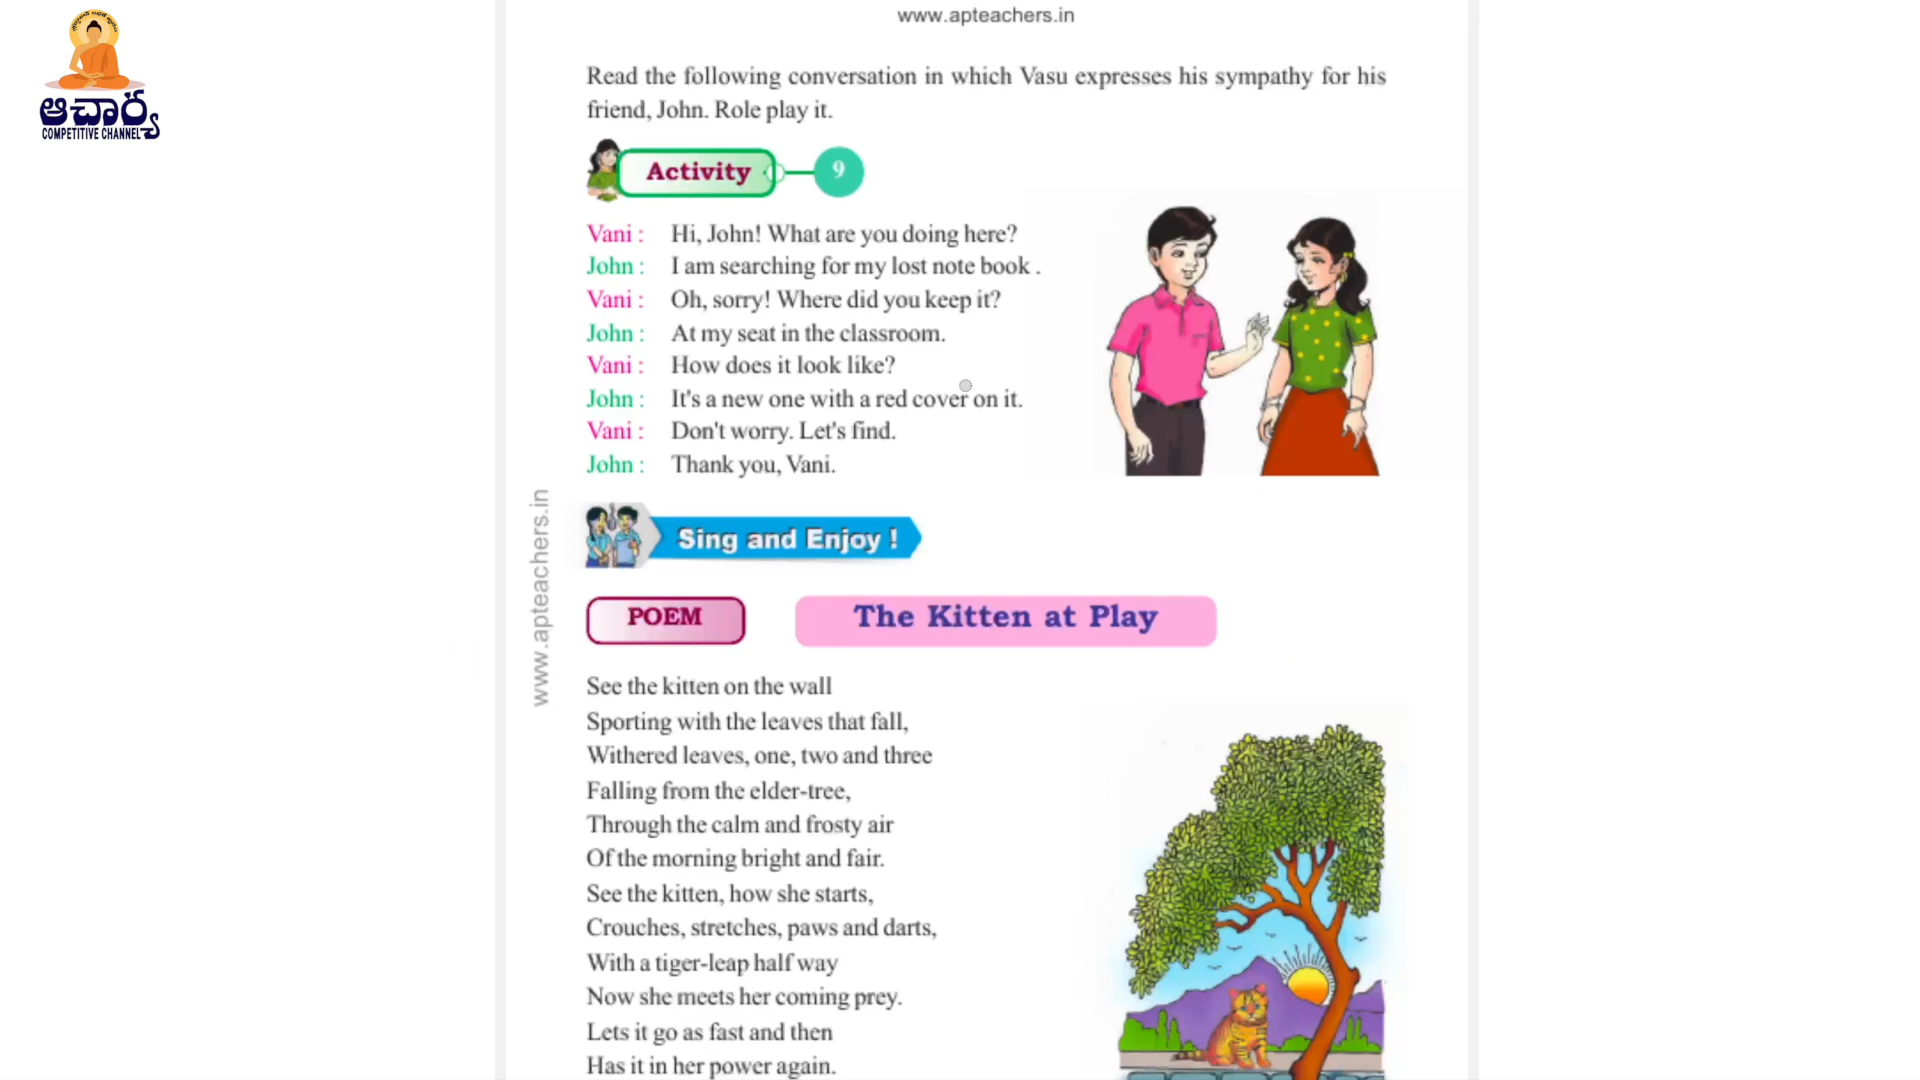 www.apteachers.in
ఆచార్య
COMPETITIVE CHANNEL
Read the following conversation in which Vasu expresses his sympathy for his
friend, John. Role play it.
Activity 9
Vani : Hi, John! What are you doing here?
John : I am searching for my lost note book .
Vani : Oh, sorry! Where did you keep it?
John : At my seat in the classroom.
Vani : How does it look like?
John : It's a new one with a red cover on it.
Vani : Don't worry. Let's find.
John : Thank you, Vani.
www.apteachers.in
Sing and Enjoy !
POEM The Kitten at Play
See the kitten on the wall
Sporting with the leaves that fall,
Withered leaves, one, two and three
Falling from the elder-tree,
Through the calm and frosty air
Of the morning bright and fair.
See the kitten, how she starts,
Crouches, stretches, paws and darts,
With a tiger-leap half way
Now she meets her coming prey.
Lets it go as fast and then
Has it in her power again.